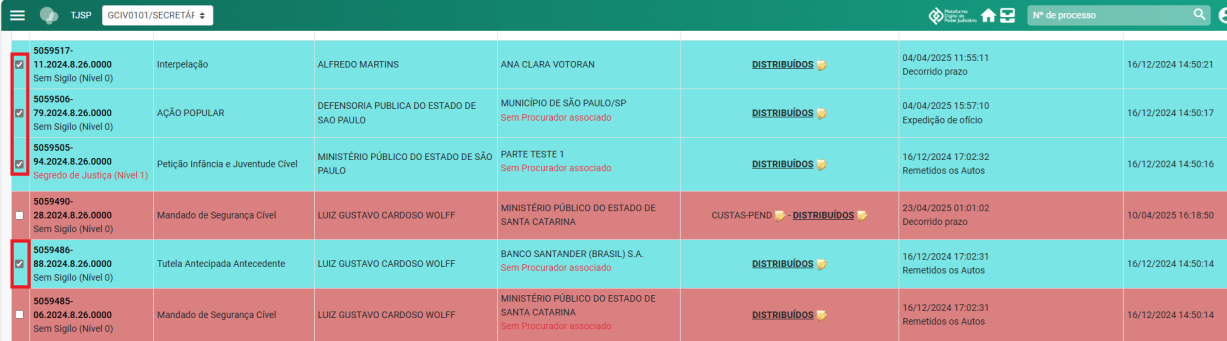 TJSP
GCIV0101/SECRETÁF
Plataforma Digital do Poder Judiciário
Nº de processo
5059517-
11.2024.8.26.0000
Sem Sigilo (Nível 0)
Interpelação
ALFREDO MARTINS
ANA CLARA VOTORAN
DISTRIBUÍDOS
04/04/2025 11:55:11
Decorrido prazo
16/12/2024 14:50:21
5059506-
79.2024.8.26.0000
Sem Sigilo (Nível 0)
AÇÃO POPULAR
DEFENSORIA PUBLICA DO ESTADO DE
SAO PAULO
MUNICÍPIO DE SÃO PAULO/SP
Sem Procurador associado
DISTRIBUÍDOS
04/04/2025 15:57:10
Expedição de ofício
16/12/2024 14:50:17
5059505-
94.2024.8.26.0000
Segredo de Justiça (Nível 1)
Petição Infância e Juventude Cível
MINISTÉRIO PÚBLICO DO ESTADO DE SÃO
PAULO
PARTE TESTE 1
Sem Procurador associado
DISTRIBUÍDOS
16/12/2024 17:02:32
Remetidos os Autos
16/12/2024 14:50:16
5059490-
28.2024.8.26.0000
Sem Sigilo (Nível 0)
Mandado de Segurança Cível
LUIZ GUSTAVO CARDOSO WOLFF
MINISTÉRIO PÚBLICO DO ESTADO DE
SANTA CATARINA
CUSTAS-PEND - DISTRIBUÍDOS
23/04/2025 01:01:02
Decorrido prazo
10/04/2025 16:18:50
5059486-
88.2024.8.26.0000
Sem Sigilo (Nível 0)
Tutela Antecipada Antecedente
LUIZ GUSTAVO CARDOSO WOLFF
BANCO SANTANDER (BRASIL) S.A.
Sem Procurador associado
DISTRIBUÍDOS
16/12/2024 17:02:31
Remetidos os Autos
16/12/2024 14:50:14
5059485-
06.2024.8.26.0000
Sem Sigilo (Nível 0)
Mandado de Segurança Cível
LUIZ GUSTAVO CARDOSO WOLFF
MINISTÉRIO PÚBLICO DO ESTADO DE
SANTA CATARINA
Sem Procurador associado
DISTRIBUÍDOS
16/12/2024 17:02:31
Remetidos os Autos
16/12/2024 14:50:14